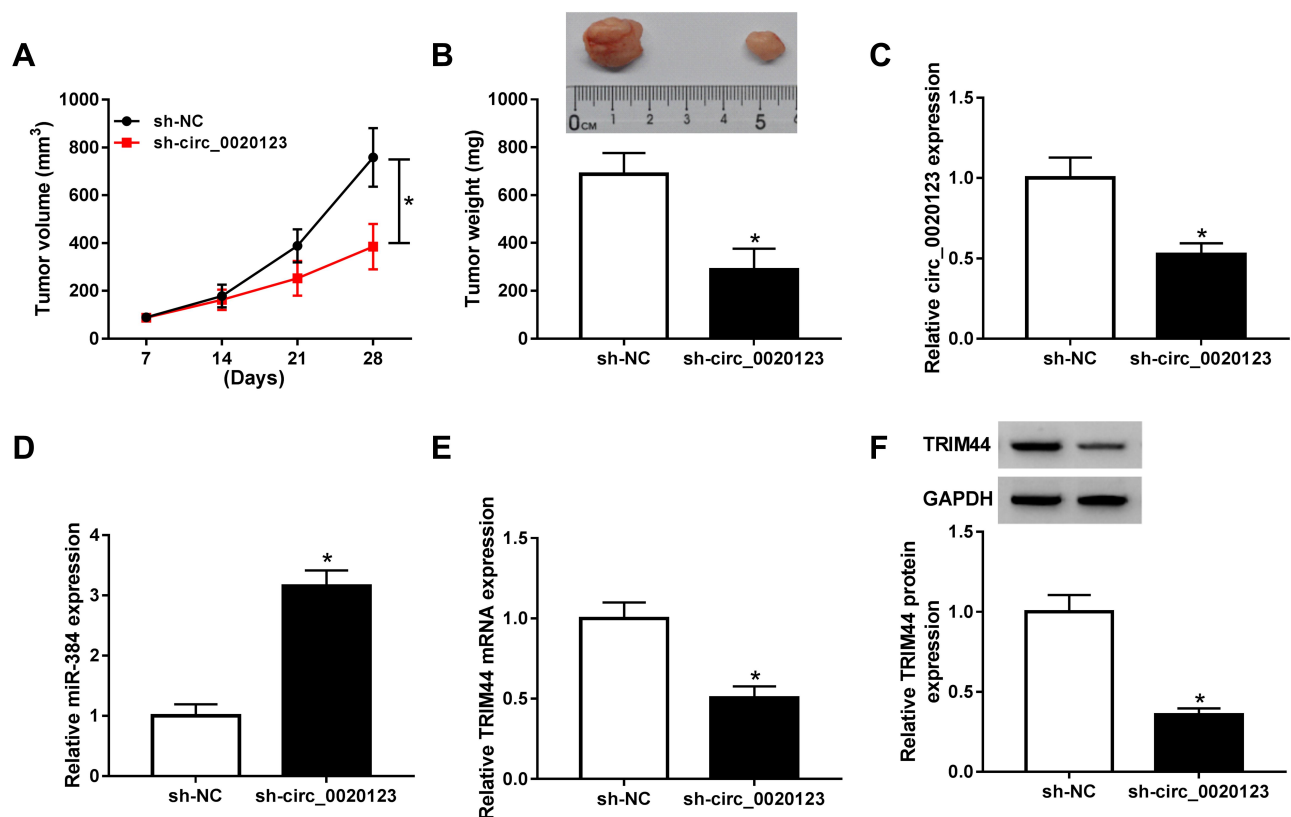 A
Tumor volume (mm³)
1000
800
600
400
200
0
sh-NC
sh-circ_0020123
*
7 14 21 28
(Days)
B
0CM 1 2 3 4 5 6
Tumor weight (mg)
1000
800
600
400
200
0
*
sh-NC sh-circ_0020123
C
Relative circ_0020123 expression
1.5
1.0
0.5
0.0
*
sh-NC sh-circ_0020123
D
Relative miR-384 expression
4
3
2
1
0
*
sh-NC sh-circ_0020123
E
Relative TRIM44 mRNA expression
1.5
1.0
0.5
0.0
*
sh-NC sh-circ_0020123
F
TRIM44
GAPDH
Relative TRIM44 protein
expression
1.5
1.0
0.5
0.0
*
sh-NC sh-circ_0020123